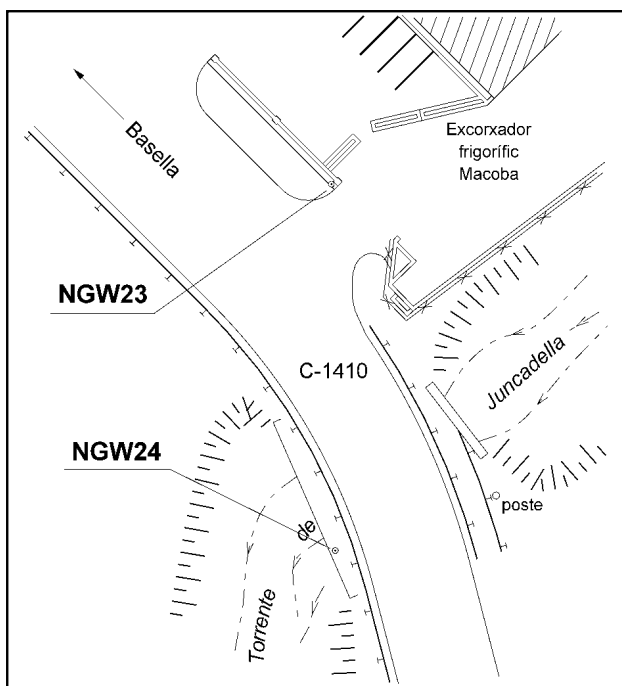 Basella
Excorxador
frigorífic
Macoba
NGW23
C-1410
Juncadella
NGW24
poste
de
Torrente